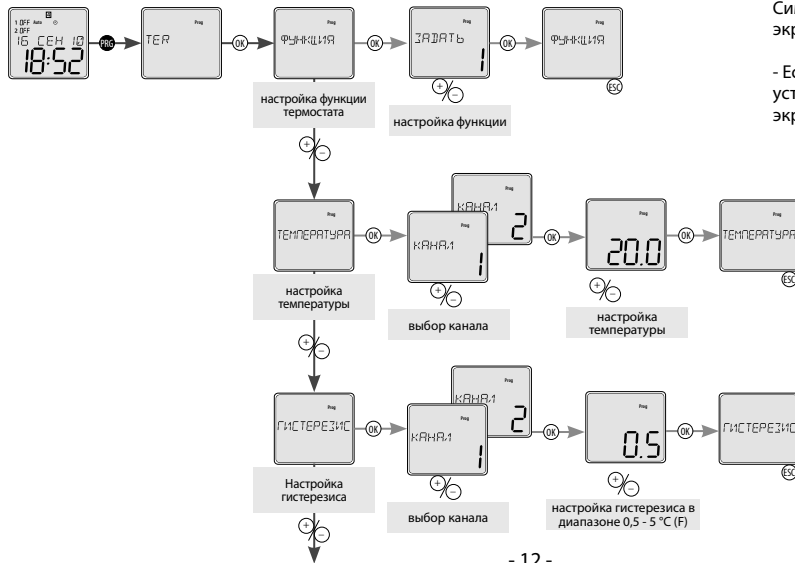 1 OFF Auto
2 OFF
16 СЕН 10
18:52
PRG
Prog
TER
OK
Prog
ФУНКЦИЯ
OK
Prog
ЗАДАТЬ
1
OK
Prog
ФУНКЦИЯ
ESC
Си
экр
- Ес
уст
экр
настройка функции
термостата
+/-
настройка функции
+/-
Prog
ТЕМПЕРАТУРА
OK
Prog
КАНАЛ
2
Prog
КАНАЛ
1
OK
Prog
20.0
OK
Prog
ТЕМПЕРАТУРА
ESC
настройка
температуры
+/-
выбор канала
+/-
настройка
температуры
+/-
Prog
ГИСТЕРЕЗИС
OK
Prog
КАНАЛ
2
Prog
КАНАЛ
1
OK
Prog
0.5
OK
Prog
ГИСТЕРЕЗИС
ESC
Настройка
гистерезиса
+/-
выбор канала
+/-
настройка гистерезиса в
диапазоне 0,5 - 5 °C (F)
+/-
- 12 -